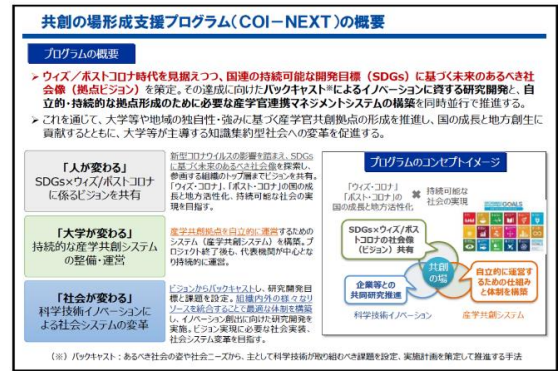 共創の場形成支援プログラム(COI-NEXT)の概要
プログラムの概要
➢ ウィズ/ポストコロナ時代を見据えつつ、国連の持続可能な開発目標(SDGs)に基づく未来のあるべき社
会像(拠点ビジョン)を策定。その達成に向けたバックキャスト※によるイノベーションに資する研究開発と、自
立的・持続的な拠点形成のために必要な産学官連携マネジメントシステムの構築を同時並行で推進する。
➢ これを通じて、大学等や地域の独自性・強みに基づく産学官共創拠点の形成を推進し、国の成長と地方創生に
貢献するとともに、大学等が主導する知識集約型社会への変革を促進する。
「人が変わる」
SDGs×ウィズ/ポストコロナ
に係るビジョンを共有
新型コロナウイルスの影響を踏まえ、SDGs
に基づく未来のあるべき社会像を探索し、
参画する組織のトップ層までビジョンを共有。
「ウィズ・コロナ」、「ポスト・コロナ」の国の成
長と地方活性化、持続可能な社会の実
現を目指す。
「大学が変わる」
持続的な産学共創システム
の整備・運営
産学共創拠点を自立的に運営するための
システム(産学共創システム)を構築。プ
ロジェクト終了後も、代表機関が中心とな
り持続的に運営。
「社会が変わる」
科学技術イノベーションに
よる社会システムの変革
ビジョンからバックキャストし、研究開発目
標と課題を設定。組織内外の様々なリ
ソースを統合することで最適な体制を構築
し、イノベーション創出に向けた研究開発を
実施。ビジョン実現に必要な社会実装、
社会システム変革を目指す。
プログラムのコンセプトイメージ
「ウィズ・コロナ」
「ポスト・コロナ」
の国の成長と地方活性化
持続可能な
社会の実現
GOALS
SDGs×ウィズ/ポス
トコロナの社会像
(ビジョン)共有
共創
の場
企業等との
共同研究推進
自立的に運営す
るための仕組み
と体制を構築
科学技術イノベーション
産学共創システム
(※)バックキャスト:あるべき社会の姿や社会ニーズから、主として科学技術が取り組むべき課題を設定、実施計画を策定して推進する手法